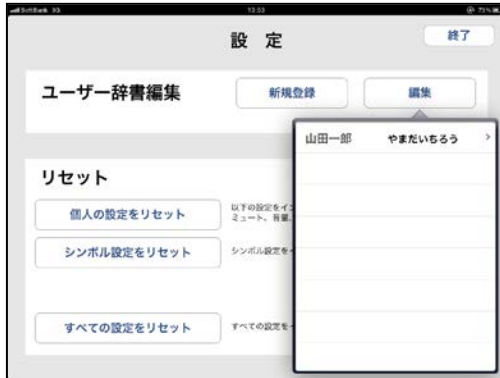 SoftBank 3G 13:53 73%
設 定
終了
ユーザー辞書編集
新規登録
編集
山田一郎 やまだいちろう
リセット
個人の設定をリセット
以下の設定をイ
ミュート、音量、
シンボル設定をリセット
シンボル設定を
すべての設定をリセット
すべての設定を